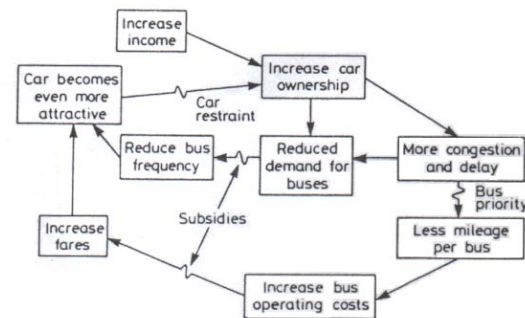 Increase
income
Car becomes
even more
attractive
Increase car
ownership
Car
restraint
Reduce bus
frequency
Reduced
demand for
buses
More congestion
and delay
Bus
priority
Subsidies
Increase
fares
Less mileage
per bus
Increase bus
operating costs